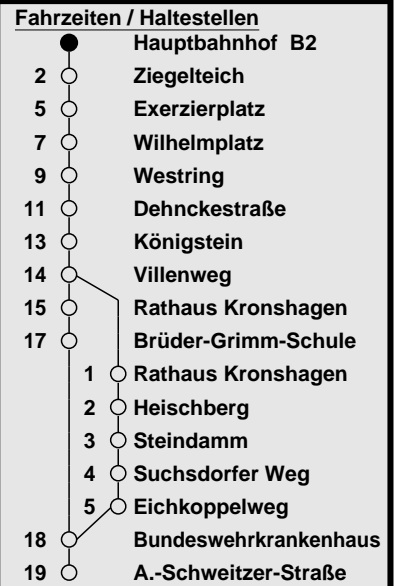 Fahrzeiten / Haltestellen
Hauptbahnhof B2
2 Ziegelteich
5 Exerzierplatz
7 Wilhelmplatz
9 Westring
11 Dehnckestraße
13 Königstein
14 Villenweg
15 Rathaus Kronshagen
17 Brüder-Grimm-Schule
1 Rathaus Kronshagen
2 Heischberg
3 Steindamm
4 Suchsdorfer Weg
5 Eichkoppelweg
18 Bundeswehrkrankenhaus
19 A.-Schweitzer-Straße